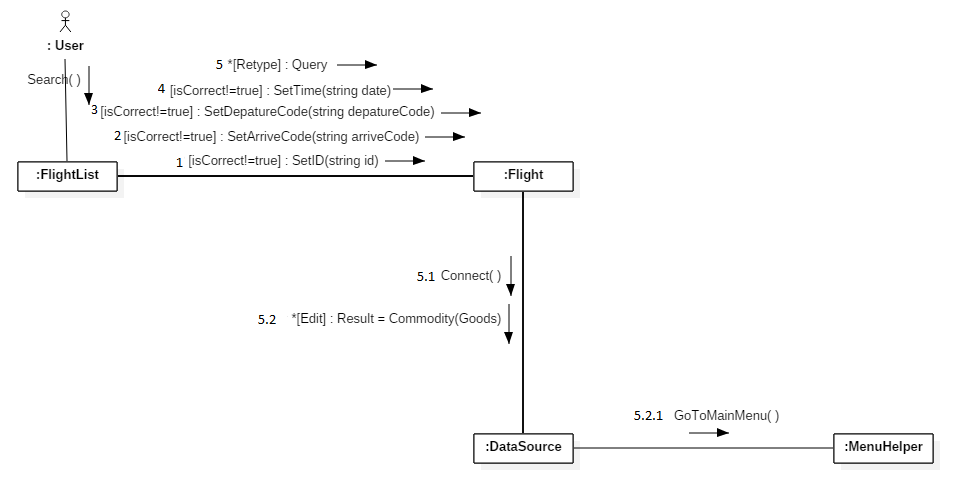 : User
5 *[Retype] : Query
Search( )
4 [isCorrect!=true] : SetTime(string date)
3 [isCorrect!=true] : SetDepatureCode(string depatureCode)
2 [isCorrect!=true] : SetArriveCode(string arriveCode)
1 [isCorrect!=true] : SetID(string id)
:FlightList
:Flight
5.1 Connect( )
5.2 *[Edit] : Result = Commodity(Goods)
5.2.1 GoToMainMenu( )
:DataSource
:MenuHelper